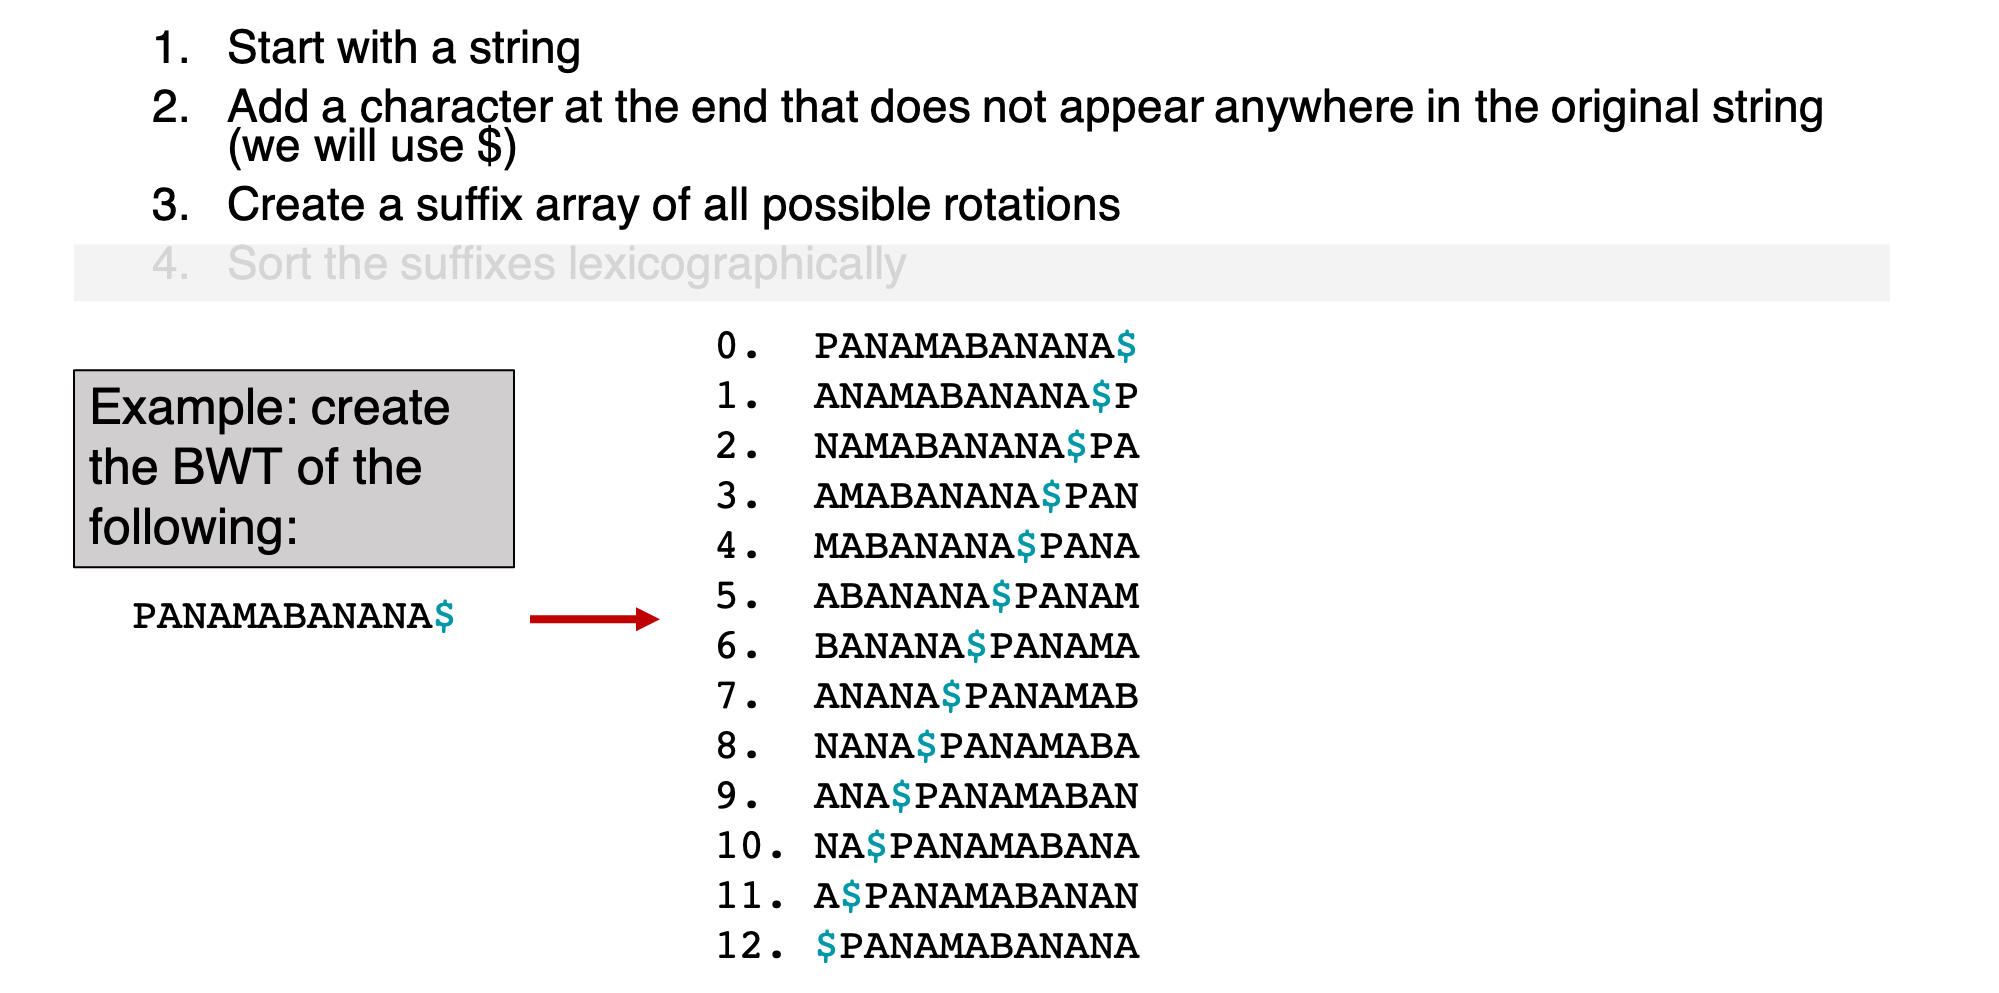 1. Start with a string
2. Add a character at the end that does not appear anywhere in the original string
(we will use $)
3. Create a suffix array of all possible rotations
4. Sort the suffixes lexicographically
Example: create
the BWT of the
following:
PANAMABANANA$
0. PANAMABANANA$
1. ANAMABANANA$P
2. NAMABANANA$PA
3. AMABANANA$PAN
4. MABANANA$PANA
5. ABANANA$PANAM
6. BANANA$PANAMA
7. ANANA$PANAMAB
8. NANA$PANAMABA
9. ANA$PANAMABAN
10. NA$PANAMABANA
11. A$PANAMABANAN
12. $PANAMABANANA